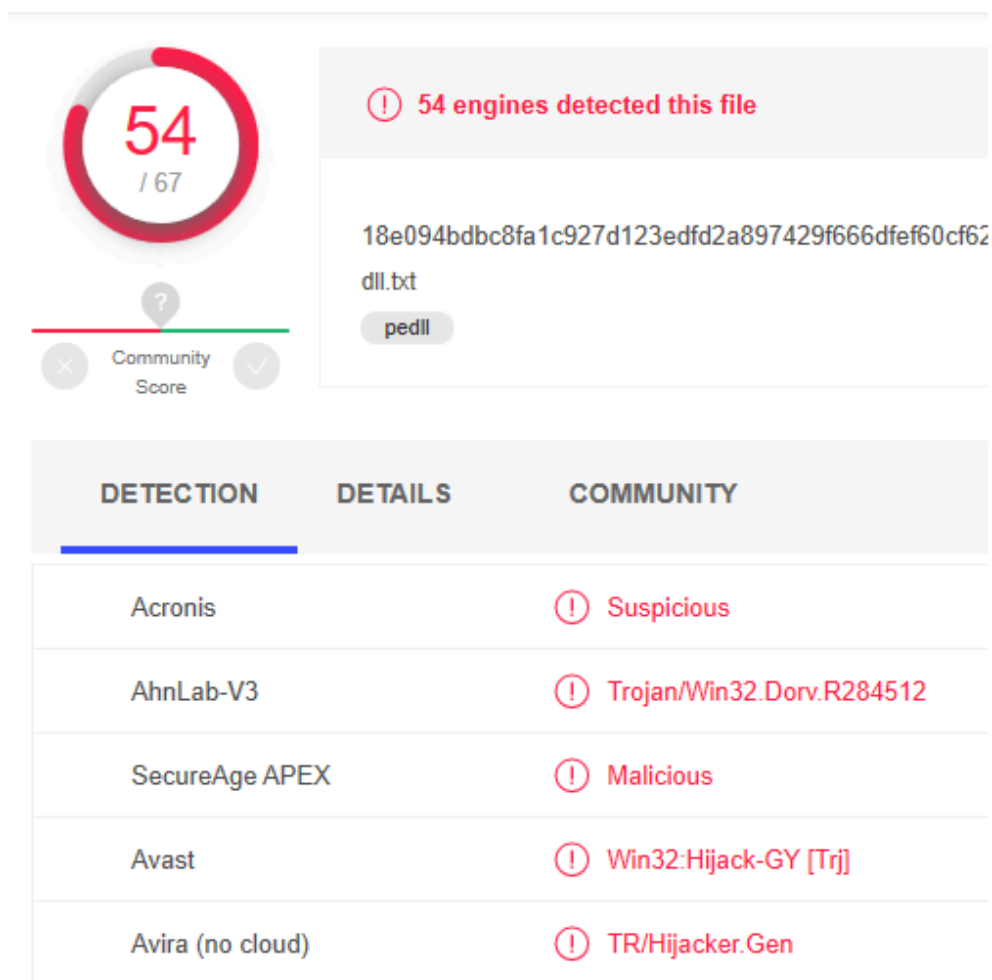 54
/ 67
54 engines detected this file
18e094bdbc8fa1c927d123edfd2a897429f666dfef60cf62
dll.txt
pedll
?
Community
Score
DETECTION DETAILS COMMUNITY
Acronis Suspicious
AhnLab-V3 Trojan/Win32.Dorv.R284512
SecureAge APEX Malicious
Avast Win32:Hijack-GY [Trj]
Avira (no cloud) TR/Hijacker.Gen